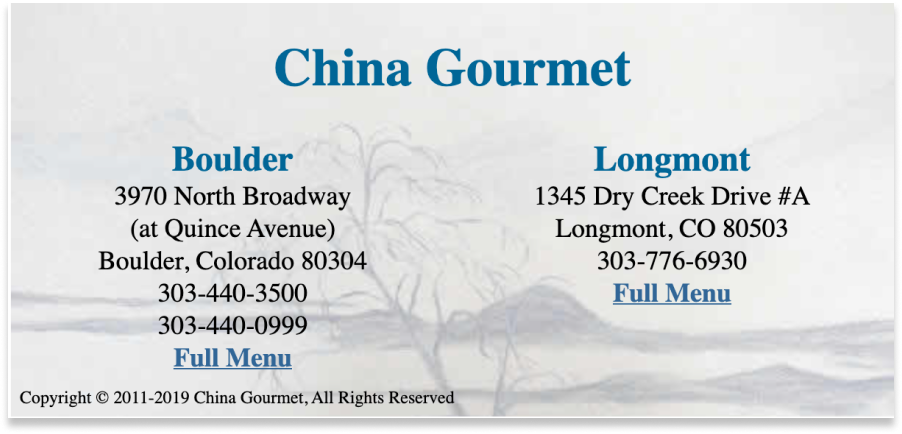 China Gourmet
Boulder
3970 North Broadway
(at Quince Avenue)
Boulder, Colorado 80304
303-440-3500
303-440-0999
Full Menu
Longmont
1345 Dry Creek Drive #A
Longmont, CO 80503
303-776-6930
Full Menu
Copyright © 2011-2019 China Gourmet, All Rights Reserved